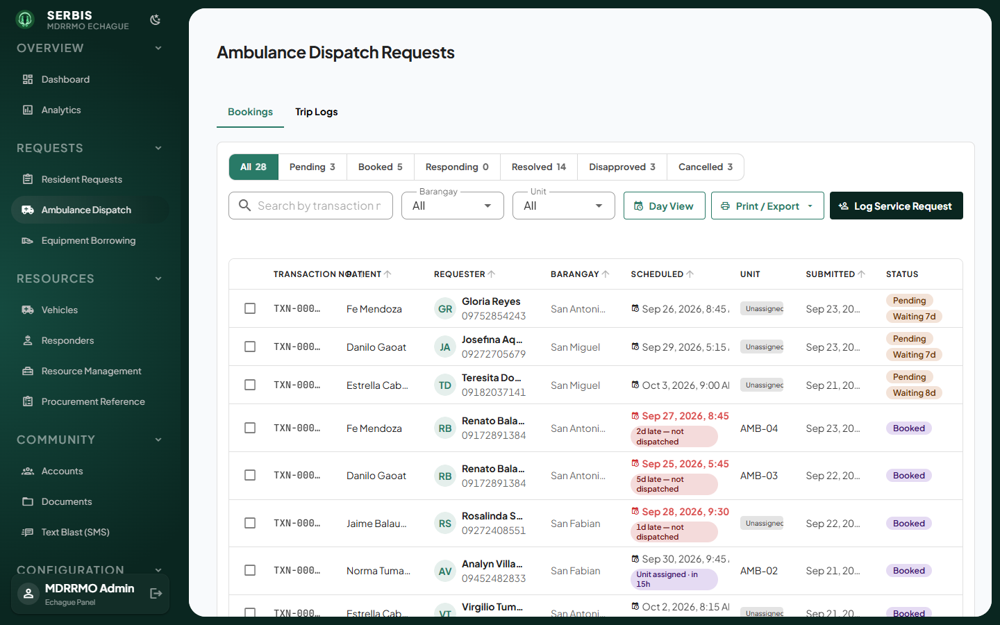 SERBIS
MDRRMO ECHAGUE
OVERVIEW
Dashboard
Analytics
REQUESTS
Resident Requests
Ambulance Dispatch
Equipment Borrowing
RESOURCES
Vehicles
Responders
Resource Management
Procurement Reference
COMMUNITY
Accounts
Documents
Text Blast (SMS)
CONFIGURATION
MDRRMO Admin
Echague Panel
Ambulance Dispatch Requests
Bookings Trip Logs
All 28 Pending 3 Booked 5 Responding 0 Resolved 14 Disapproved 3 Cancelled 3
Barangay Unit
Search by transaction All All Day View Print / Export Log Service Request
TRANSACTION NO PATIENT REQUESTER BARANGAY SCHEDULED UNIT SUBMITTED STATUS
TXN-000… Fe Mendoza GR Gloria Reyes San Antoni… Sep 26, 2026, 8:45 Unassigned Sep 23, 20… Pending
09752854243 Waiting 7d
TXN-000… Danilo Gaoat JA Josefina Aq… San Miguel Sep 29, 2026, 5:15 Unassigned Sep 23, 20… Pending
09272705679 Waiting 7d
TXN-000… Estrella Cab… TD Teresita Do… San Miguel Oct 3, 2026, 9:00 Unassigned Sep 21, 20… Pending
09182037141 Waiting 8d
TXN-000… Fe Mendoza RB Renato Bala… San Antoni… Sep 27, 2026, 8:45 AMB-04 Sep 23, 20… Booked
09172891384 2d late — not
dispatched
TXN-000… Danilo Gaoat RB Renato Bala… San Antoni… Sep 25, 2026, 5:45 AMB-03 Sep 22, 20… Booked
09172891384 5d late — not
dispatched
TXN-000… Jaime Balau… RS Rosalinda S… San Fabian Sep 28, 2026, 9:30 Unassigned Sep 22, 20… Booked
09272408551 1d late — not
dispatched
TXN-000… Norma Tuma… AV Analyn Villa… San Fabian Sep 30, 2026, 9:45 AMB-02 Sep 21, 20… Booked
09452482833 Unit assigned · in
15h
TXN-000… Estrella Cab… VT Virgilio Tum… San Antoni… Oct 2, 2026, 8:15 Unassigned Sep 21, 20… Booked